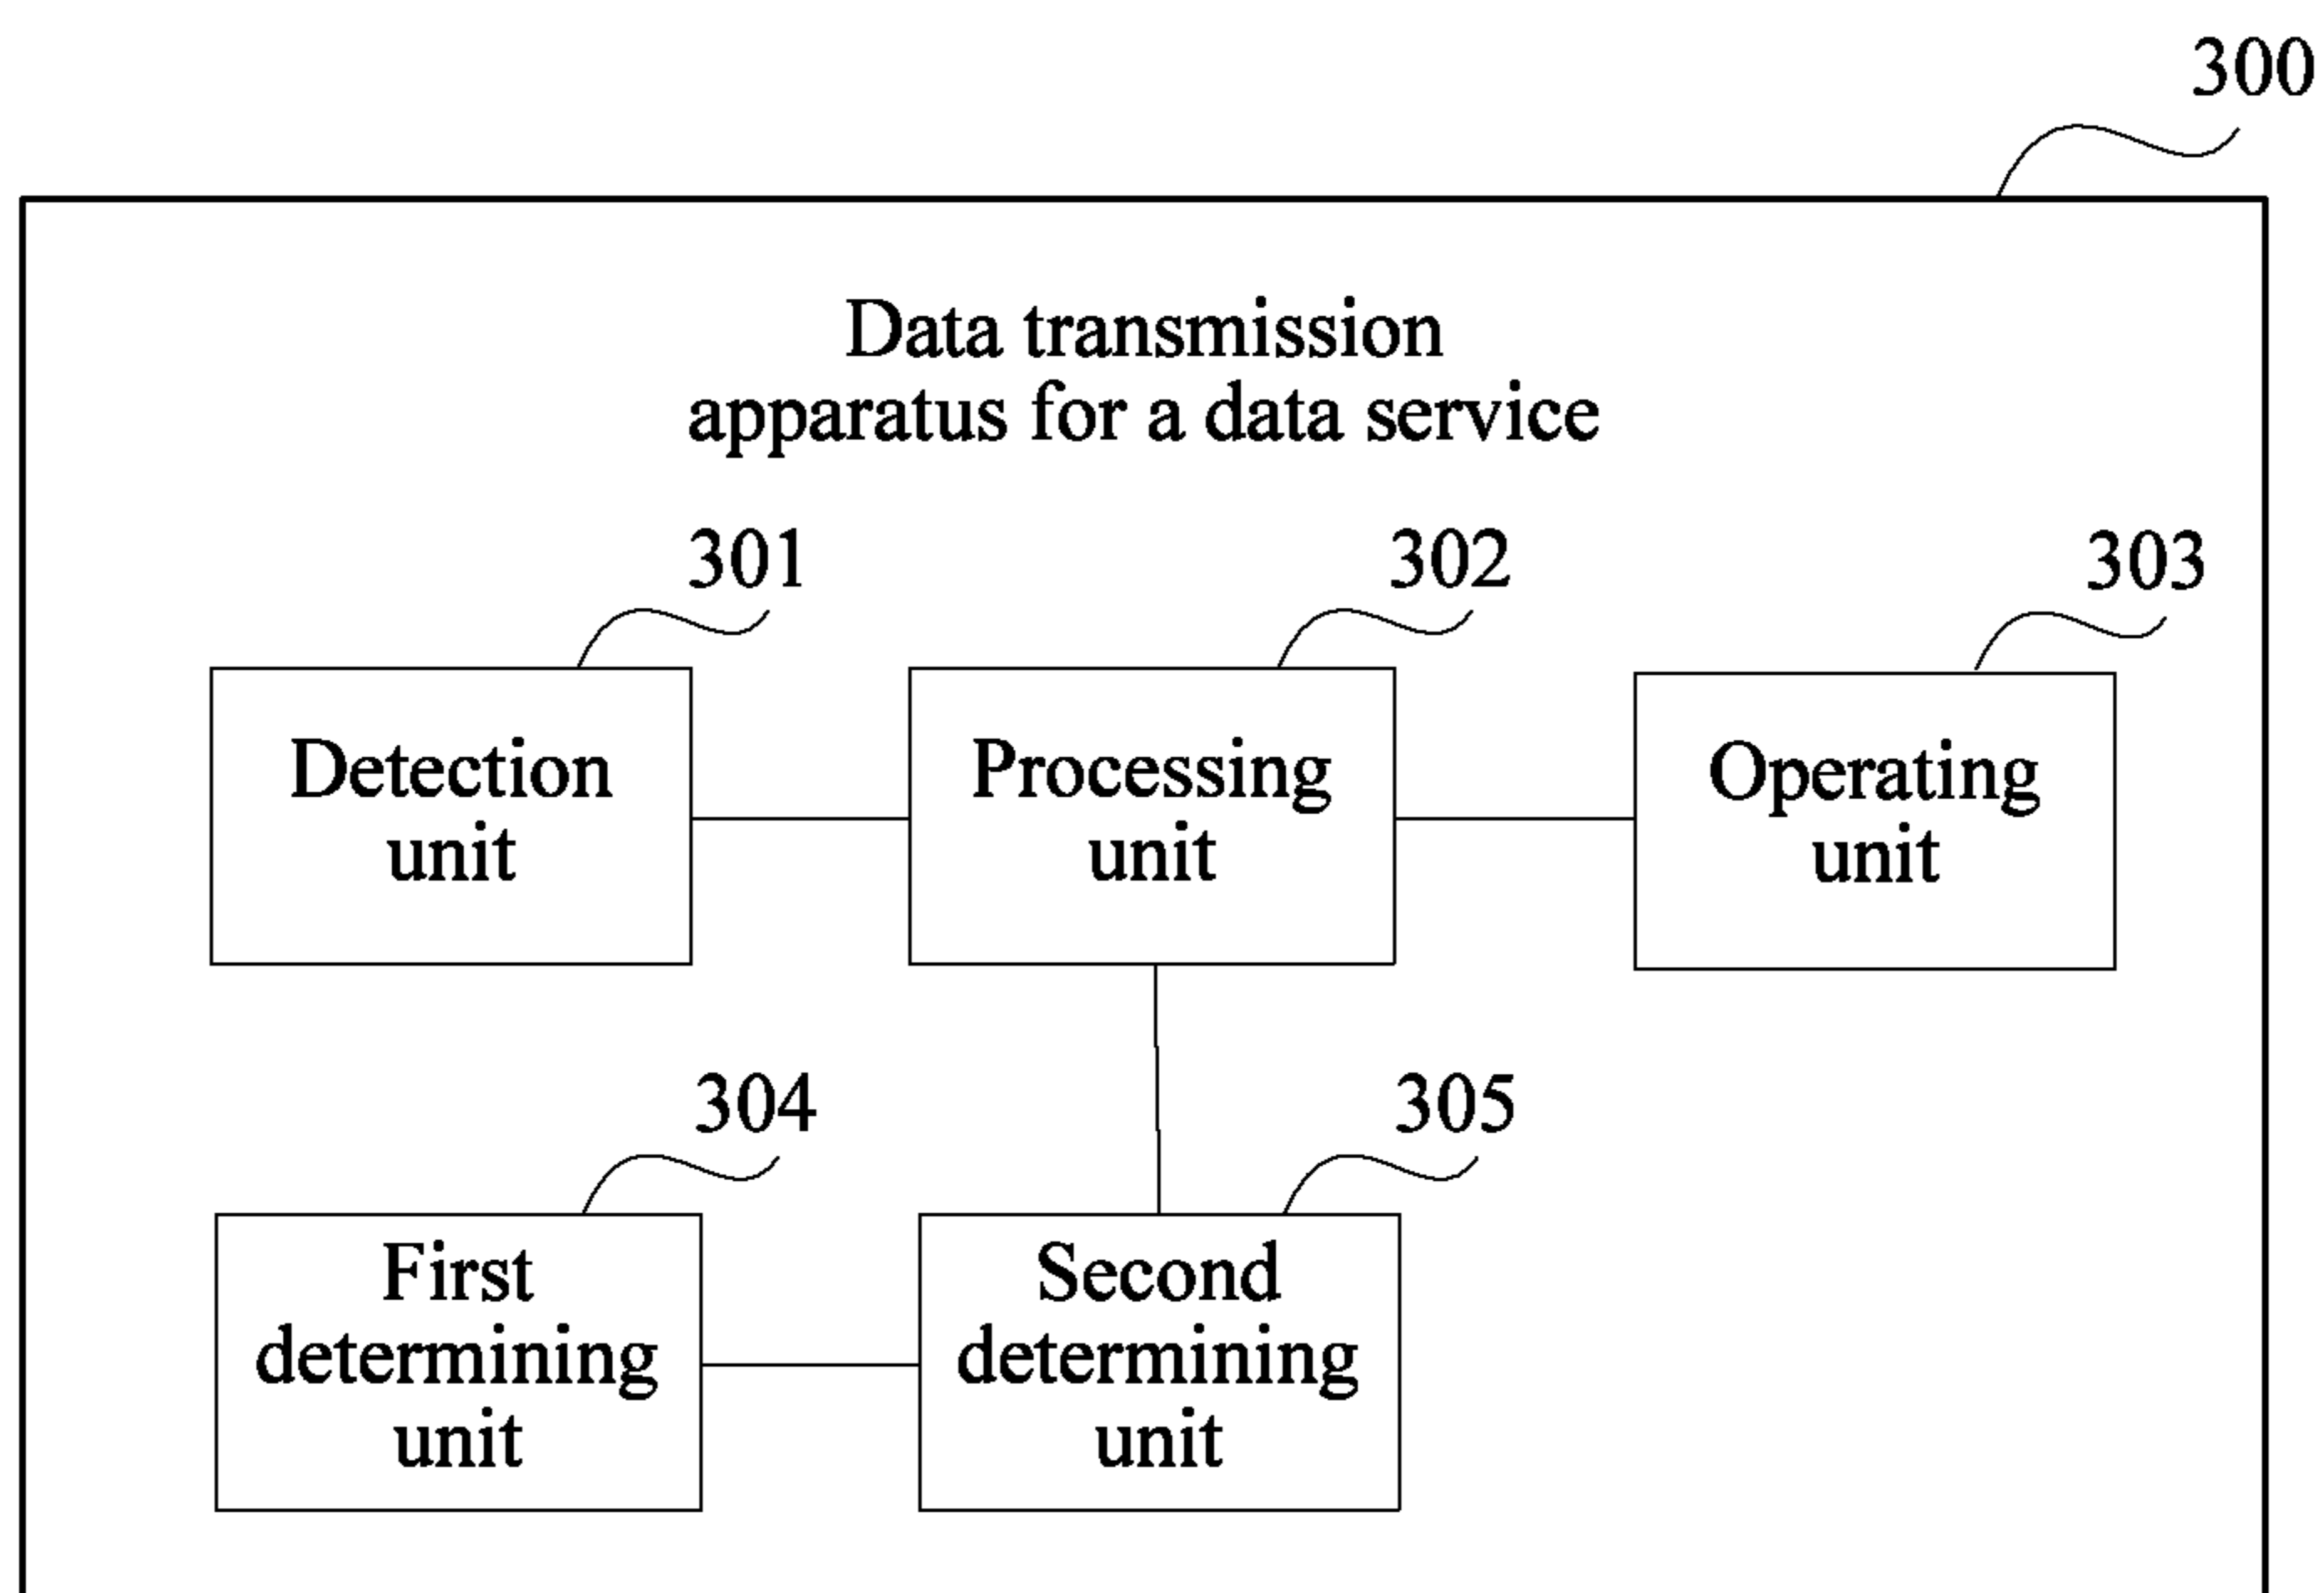 300
Data transmission
apparatus for a data service
301
302
303
Detection
unit
Processing
unit
Operating
unit
304
305
First
determining
unit
Second
determining
unit